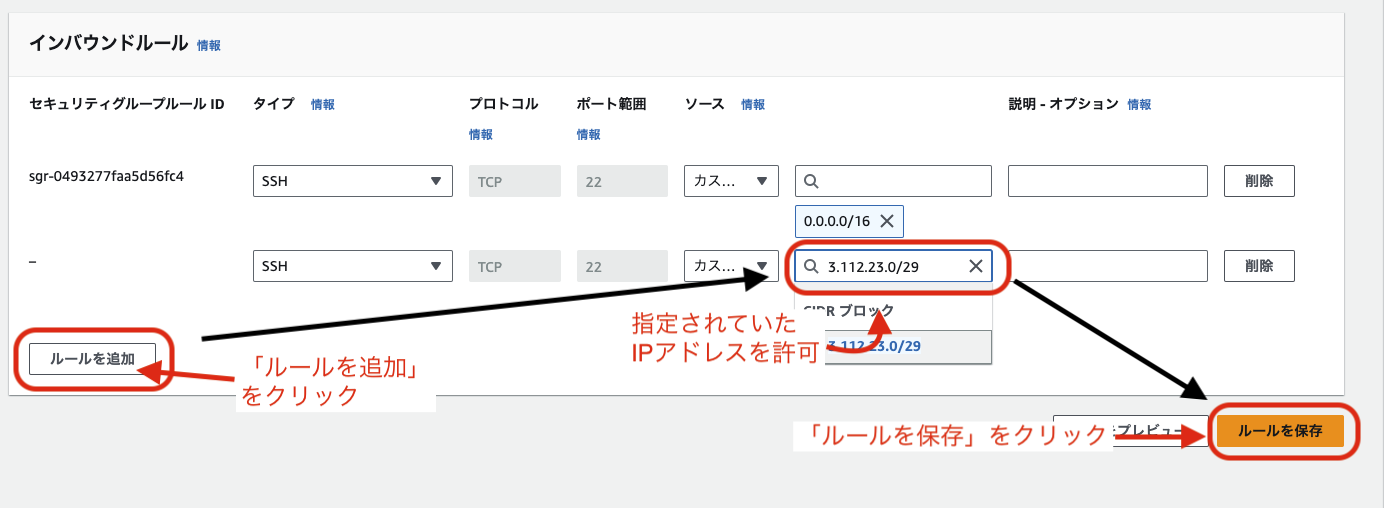 インバウンドルール 情報
セキュリティグループルール ID タイプ 情報 プロトコル ポート範囲 ソース 情報 説明 - オプション 情報
情報 情報
sgr-0493277faa5d56fc4 SSH TCP 22 カス... 削除
0.0.0.0/16
– SSH TCP 22 カス... 3.112.23.0/29 削除
CIDR ブロック
3.112.23.0/29
指定されていた
IPアドレスを許可
ルールを追加
「ルールを追加」
をクリック
「ルールを保存」をクリック
プレビュー
ルールを保存